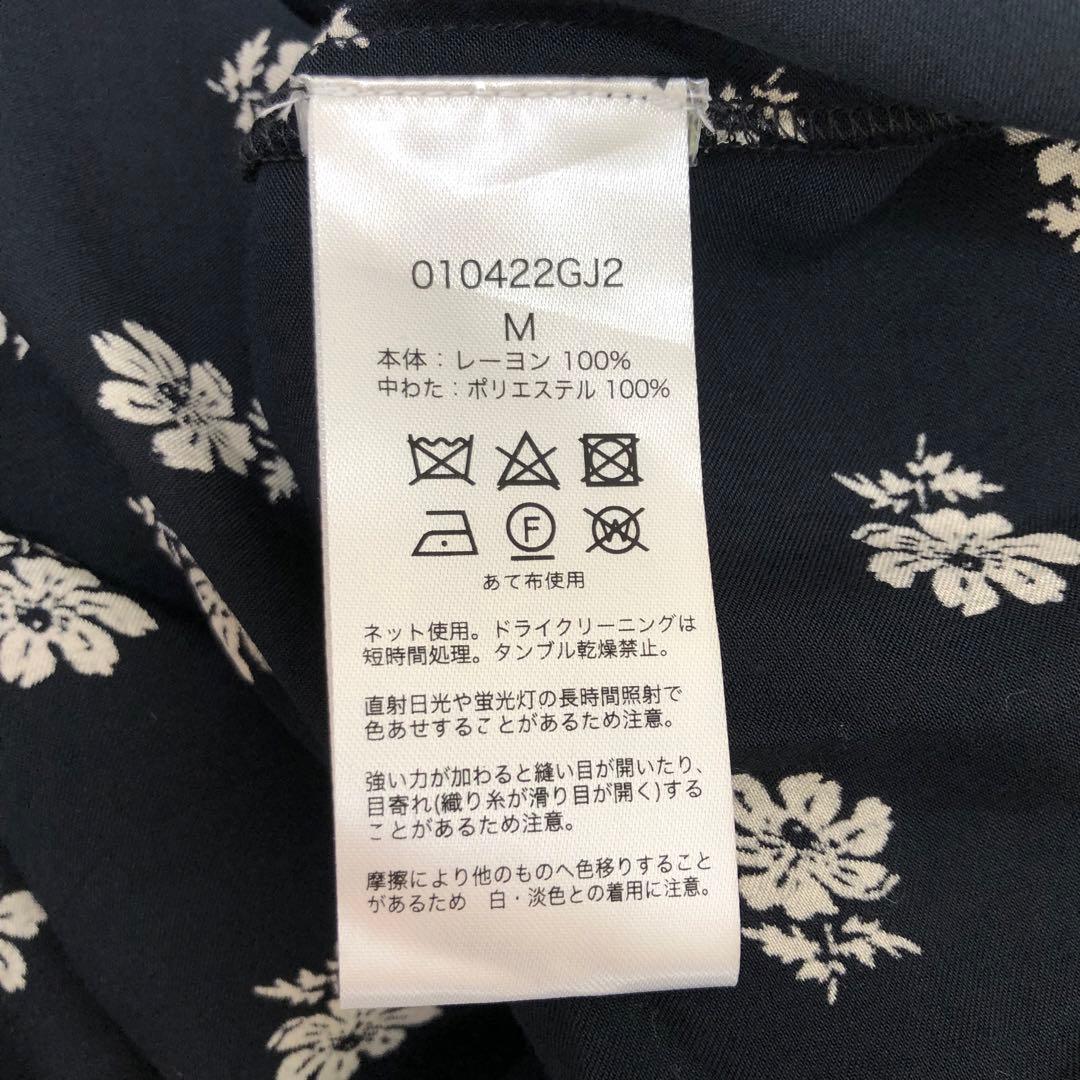 010422GJ2
M
本体：レーヨン 100%
中わた：ポリエステル 100%
F
W
あて布使用
ネット使用。ドライクリーニングは
短時間処理。タンブル乾燥禁止。
直射日光や蛍光灯の長時間照射で
色あせすることがあるため注意。
強い力が加わると縫い目が開いたり、
目寄れ(織り糸が滑り目が開く)する
ことがあるため注意。
摩擦により他のものへ色移りすること
があるため　白・淡色との着用に注意。